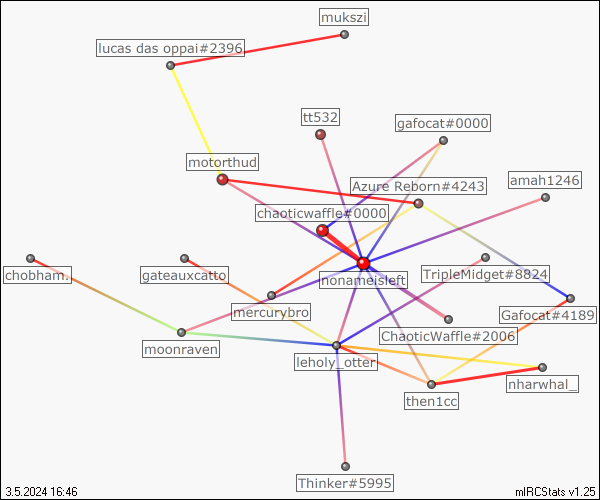 mukszi
lucas das oppai#2396
tt532
gafocat#0000
motorthud
Azure Reborn#4243
amah1246
chaoticwaffle#0000
chobham.
gateauxcatto
nonameisleft
TripleMidget#8824
mercurybro
Gafocat#4189
moonraven
ChaoticWaffle#2006
leholy_otter
nharwhal_
then1cc
Thinker#5995
3.5.2024 16:46
mIRCStats v1.25